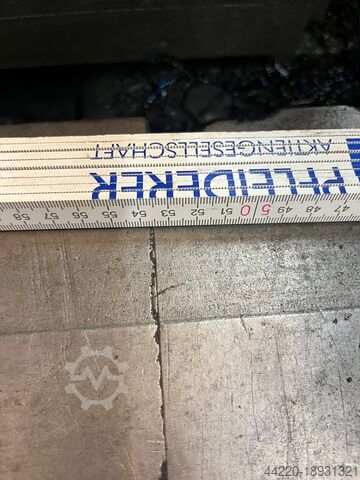 AKTIENGESELLSCHAFT
PFLEIDERER
58 57 56 55 54 53 52 51 50 49 48 47
44220-18931321